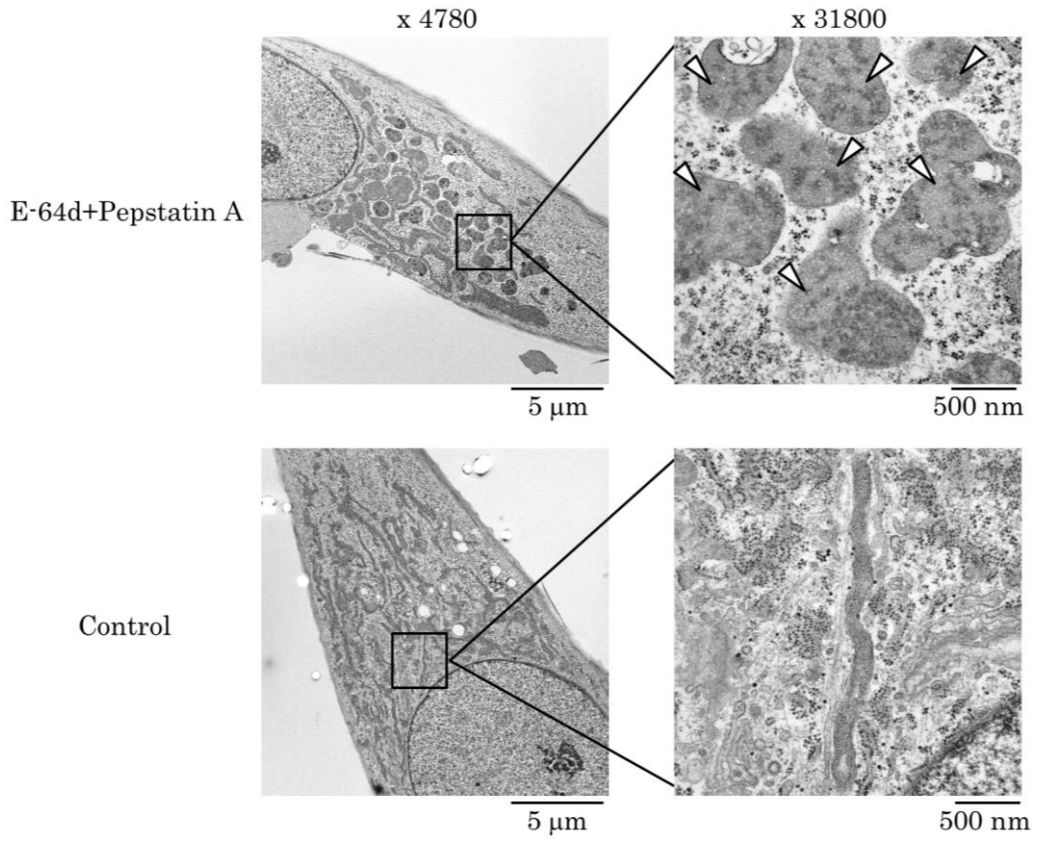 x 4780
x 31800
E-64d+Pepstatin A
5 μm
500 nm
Control
5 μm
500 nm